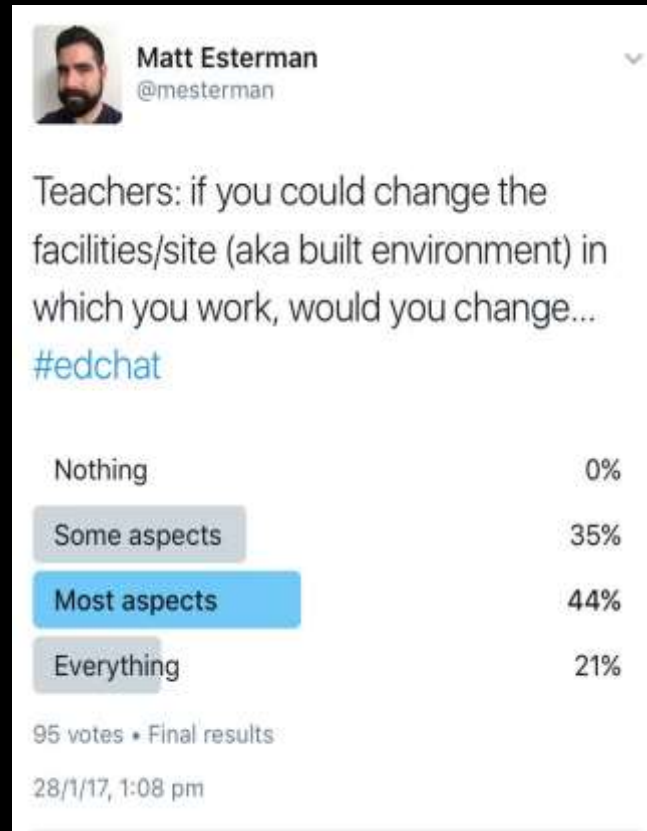 Matt Esterman
@mesterman
Teachers: if you could change the
facilities/site (aka built environment) in
which you work, would you change...
#edchat
Nothing 0%
Some aspects 35%
Most aspects 44%
Everything 21%
95 votes • Final results
28/1/17, 1:08 pm